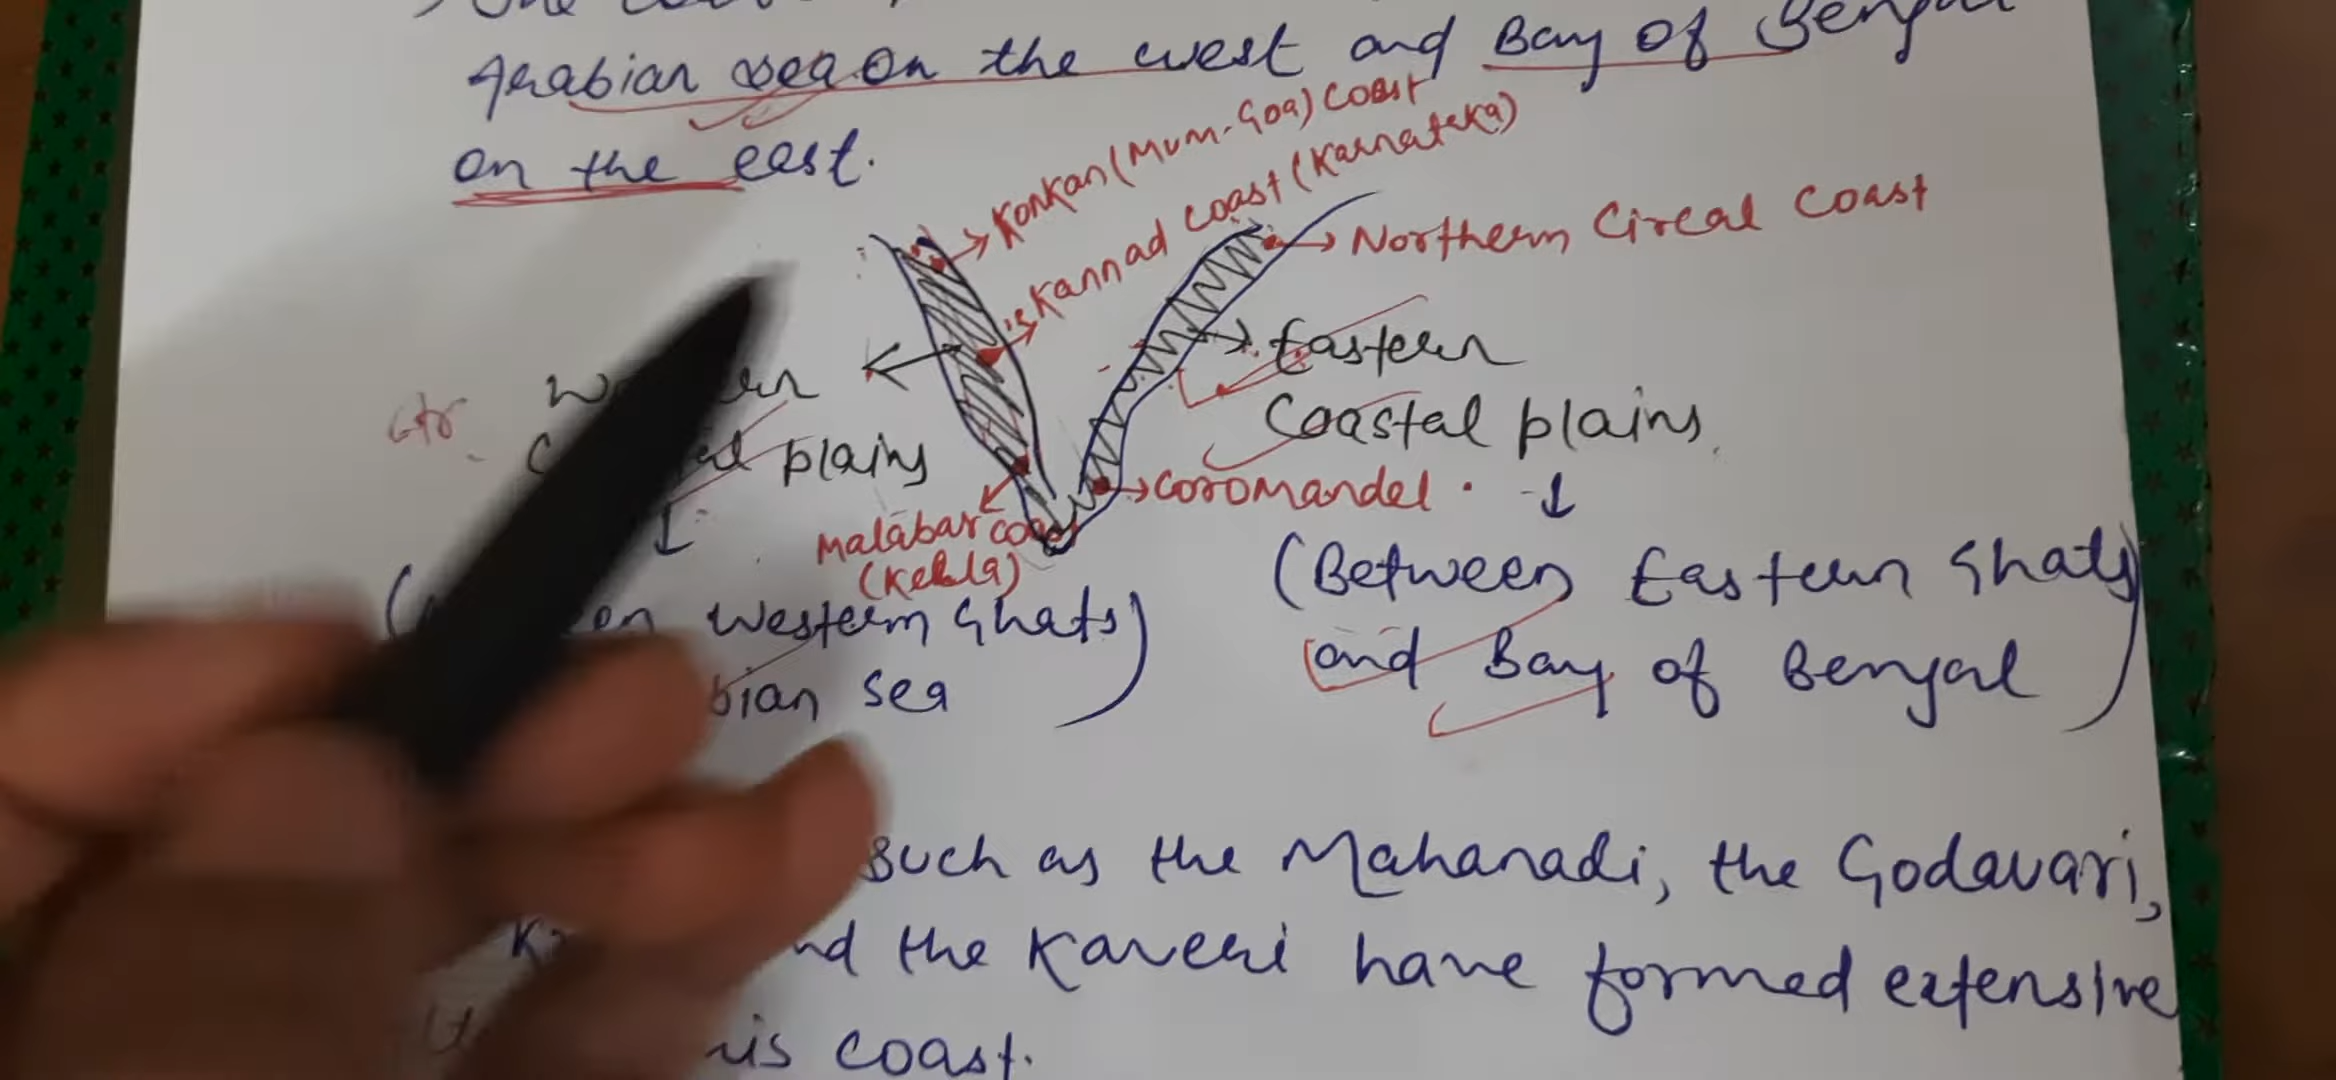 Arabian sea on the west and Bay of Bengal
on the east.
Konkan (Mum-Goa) Coast
Kannad Coast (Karnataka)
Northern Circal Coast
Eastern
Coastal plains.
plains
Coromandel
Malabar coast
(Kerla)
(Between Eastern Ghats
and Bay of Bengal)
Western Ghats)
sea
such as the Mahanadi, the Godavari,
the Kaveri have formed extensive
coast.